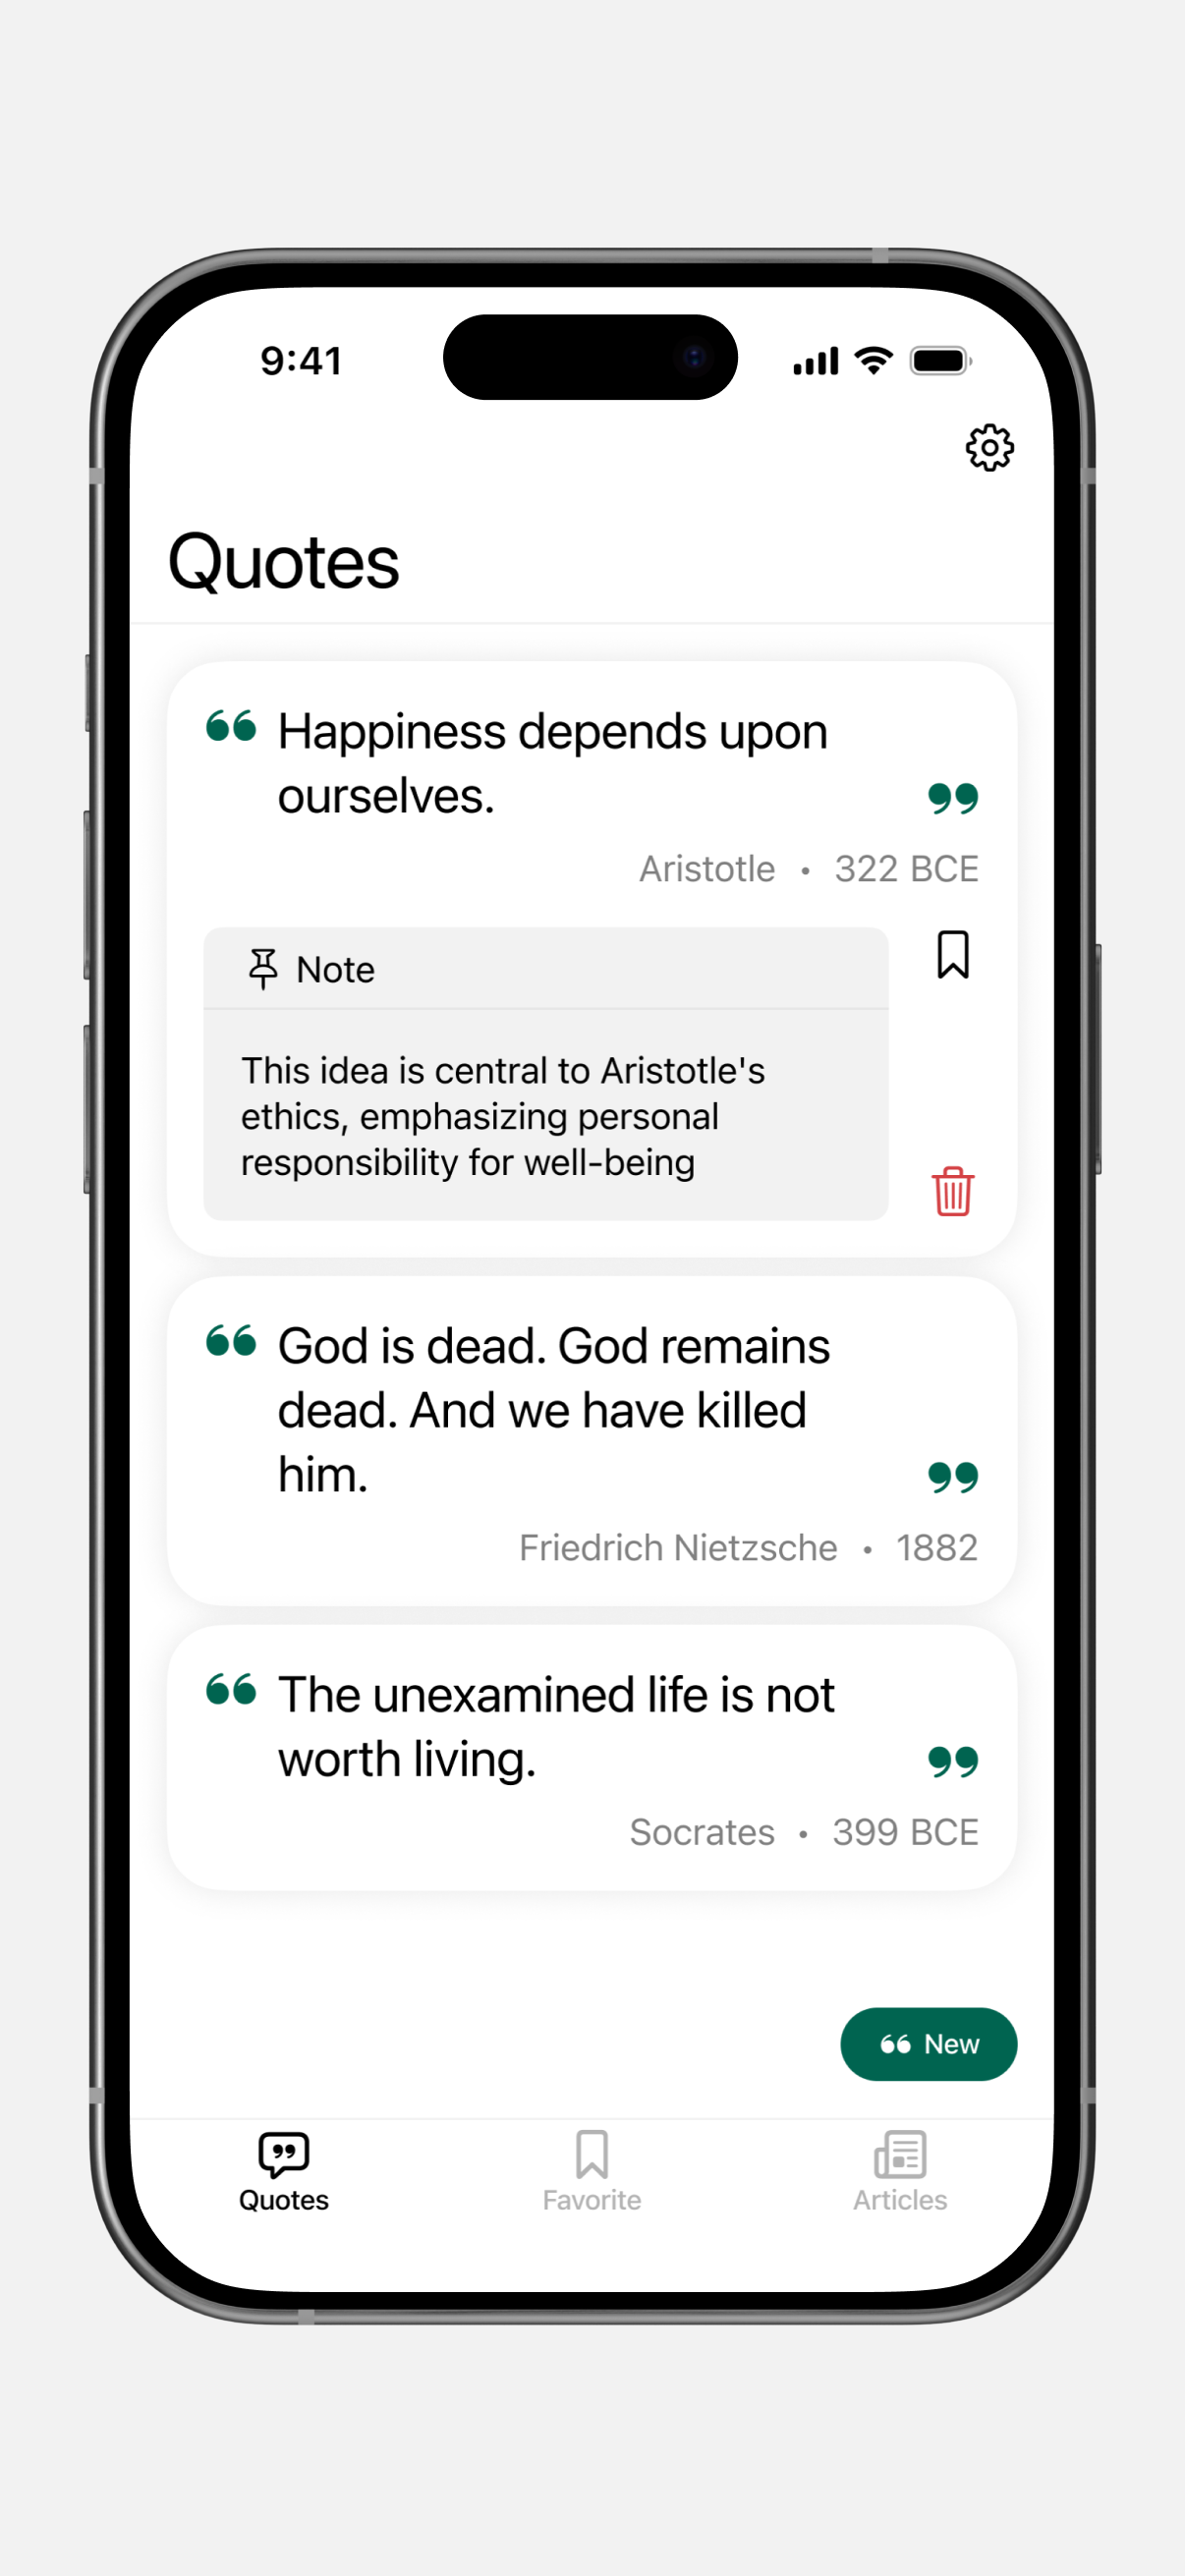 9:41
Quotes
Happiness depends upon
ourselves.
Aristotle • 322 BCE
Note
This idea is central to Aristotle's
ethics, emphasizing personal
responsibility for well-being
God is dead. God remains
dead. And we have killed
him.
Friedrich Nietzsche • 1882
The unexamined life is not
worth living.
Socrates • 399 BCE
New
Quotes
Favorite
Articles